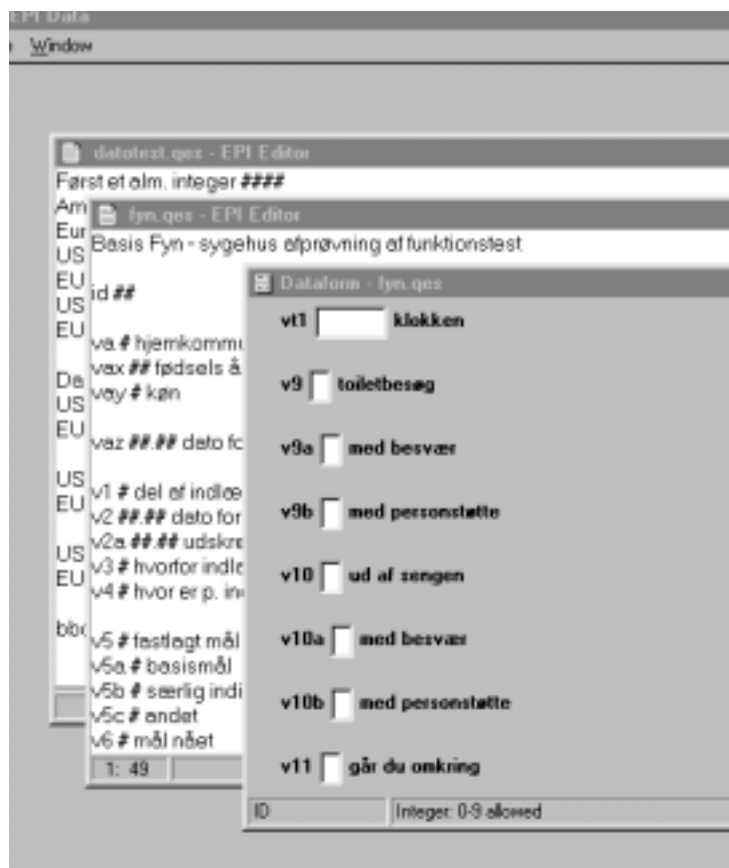 EPI Data
Window
datotest.qes - EPI Editor
Først et alm. integer ####
Am
Eur
US
EU
US
EU
Da
US
EU
US
EU
US
EU
bbc
fyn.qes - EPI Editor
Basis Fyn - sygehus afprøvning af funktionstest
id ##
va # hjemkommu
vax ## fødsels å
vay # køn
vaz ##.## dato fo
v1 # del af indlæ
v2 ##.## dato for
v2a ##.## udskre
v3 # hvorfor indle
v4 # hvor er p. in
v5 # fastlagt mål
v5a # basismål
v5b # særlig indi
v5c # andet
v6 # mål nået
1: 49
Dataform - fyn.qes
vt1 klokken
v9 toiletbesøg
v9a med besvær
v9b med personstøtte
v10 ud af sengen
v10a med besvær
v10b med personstøtte
v11 går du omkring
ID Integer: 0-9 allowed